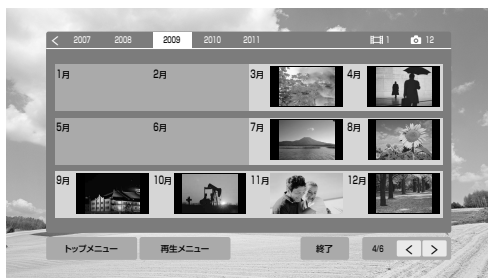 < 2007 2008 2009 2010 2011 1 12
1月 2月 3月 4月
5月 6月 7月 8月
9月 10月 11月 12月
トップメニュー 再生メニュー 終了 4/6 < >